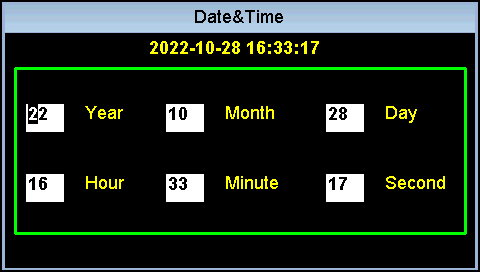 Date&Time
2022-10-28 16:33:17
22 Year 10 Month 28 Day
16 Hour 33 Minute 17 Second